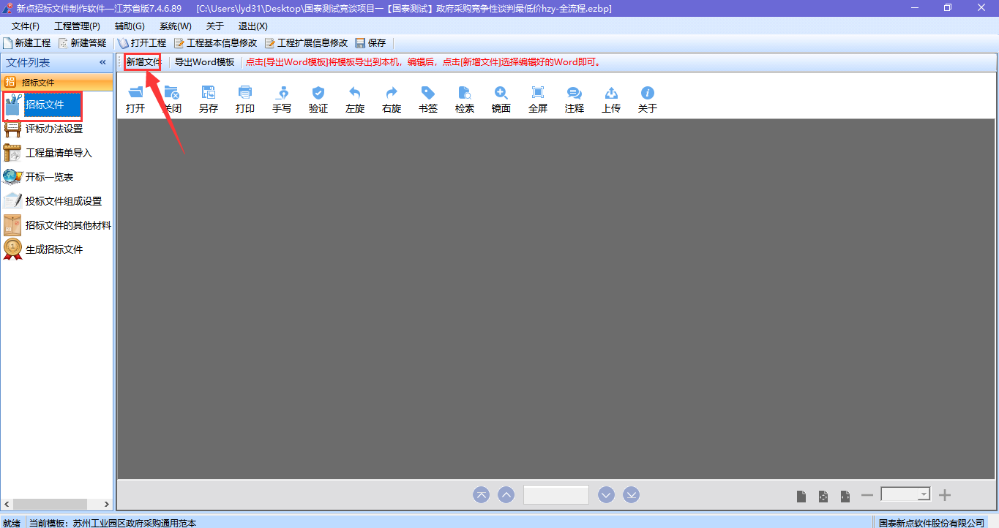 新点招标文件制作软件—江苏省版7.4.6.89 [C:\Users\lyd31\Desktop\国泰测试竞谈项目一【国泰测试】政府采购竞争性谈判最低价hzy-全流程.ezbp]
文件(F) 工程管理(P) 辅助(G) 系统(W) 关于 退出(X)
新建工程 新建答疑 打开工程 工程基本信息修改 工程扩展信息修改 保存
文件列表 «
新增文件 导出Word模板 点击[导出Word模板]将模板导出到本机，编辑后，点击[新增文件]选择编辑好的Word即可。
招 招标文件
招标文件
评标办法设置
工程量清单导入
开标一览表
投标文件组成设置
招标文件的其他材料
生成招标文件
打开 关闭 另存 打印 手写 验证 左旋 右旋 书签 检索 镜面 全屏 注释 上传 关于
就绪 当前模板：苏州工业园区政府采购通用范本 国泰新点软件股份有限公司